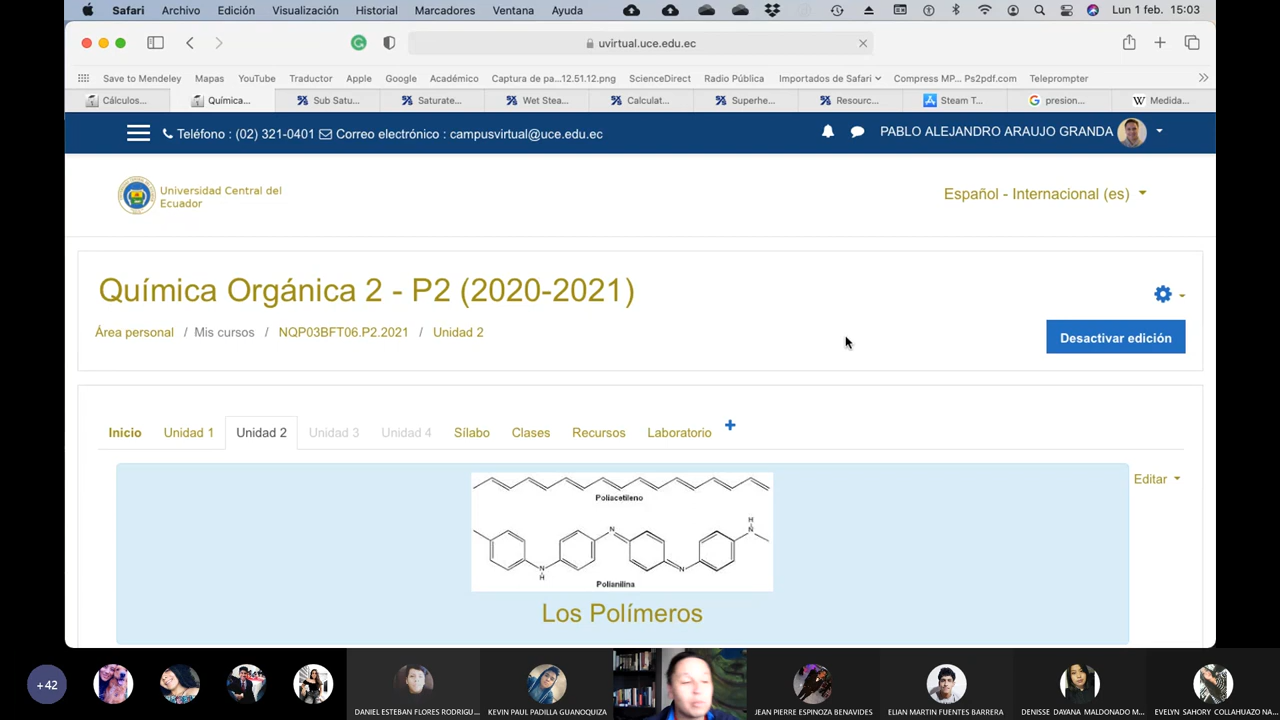 Safari Archivo Edición Visualización Historial Marcadores Ventana Ayuda Lun 1 feb. 15:03
uvirtual.uce.edu.ec
Save to Mendeley Mapas YouTube Traductor Apple Google Académico Captura de pa...12.51.12.png ScienceDirect Radio Pública Importados de Safari Compress MP... Ps2pdf.com Teleprompter
Cálculos... Química... Sub Satu... Saturate... Wet Stea... Calculat... Superhe... Resourc... Steam T... presion... Medida...
Teléfono : (02) 321-0401 Correo electrónico : campusvirtual@uce.edu.ec PABLO ALEJANDRO ARAUJO GRANDA
Universidad Central del
Ecuador
Español - Internacional (es)
Química Orgánica 2 - P2 (2020-2021)
Área personal / Mis cursos / NQP03BFT06.P2.2021 / Unidad 2
Desactivar edición
Inicio Unidad 1 Unidad 2 Unidad 3 Unidad 4 Sílabo Clases Recursos Laboratorio
Editar
Poliacetileno
H
N
N
N
N
H
Polianilina
Los Polímeros
+42
DANIEL ESTEBAN FLORES RODRIGU... KEVIN PAUL PADILLA GUANOQUIZA JEAN PIERRE ESPINOZA BENAVIDES ELIAN MARTIN FUENTES BARRERA DENISSE DAYANA MALDONADO M... EVELYN SAHORY COLLAHUAZO NA...